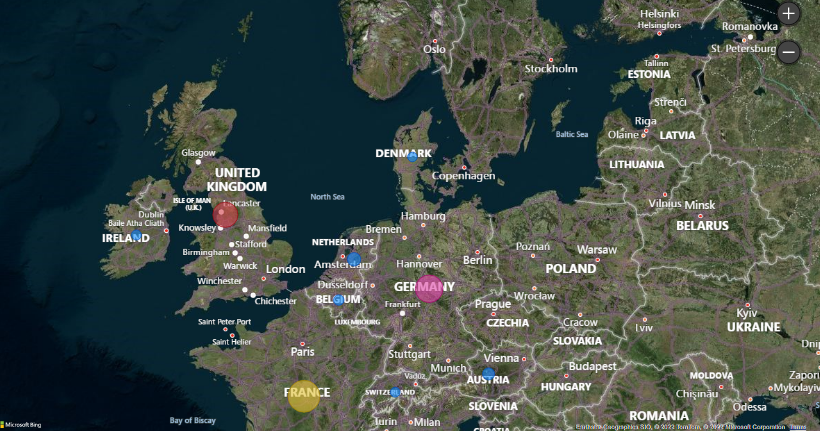 Helsinki
Helsingfors
Romanovka
St. Petersburg
Oslo
Stockholm
Tallinn
ESTONIA
Strenči
Riga
Olaine
LATVIA
Baltic Sea
Glasgow
DENMARK
Copenhagen
LITHUANIA
UNITED
KINGDOM
ISLE OF MAN
(U.K.)
Lancaster
North Sea
Vilnius
Minsk
BELARUS
Dublin
Baile Átha Cliath
IRELAND
Knowsley
Mansfield
Hamburg
Bremen
NETHERLANDS
Stafford
Birmingham
Warwick
Amsterdam
Hannover
Berlin
Poznań
Warsaw
POLAND
London
Winchester
Chichester
Düsseldorf
BELGIUM
GERMANY
Frankfurt
Wrocław
Prague
CZECHIA
Cracow
Lviv
Kyiv
UKRAINE
Saint Peter Port
Saint Helier
LUXEMBOURG
Paris
Stuttgart
Munich
Vienna
SLOVAKIA
Budapest
HUNGARY
MOLDOVA
Chişinău
Vaduz
AUSTRIA
SWITZERLAND
FRANCE
SLOVENIA
ROMANIA
Odessa
Mykolayiv
Bay of Biscay
Turin
Milan
CROATIA
Microsoft Bing
© 2023 TomTom, © 2023 Microsoft Corporation Terms